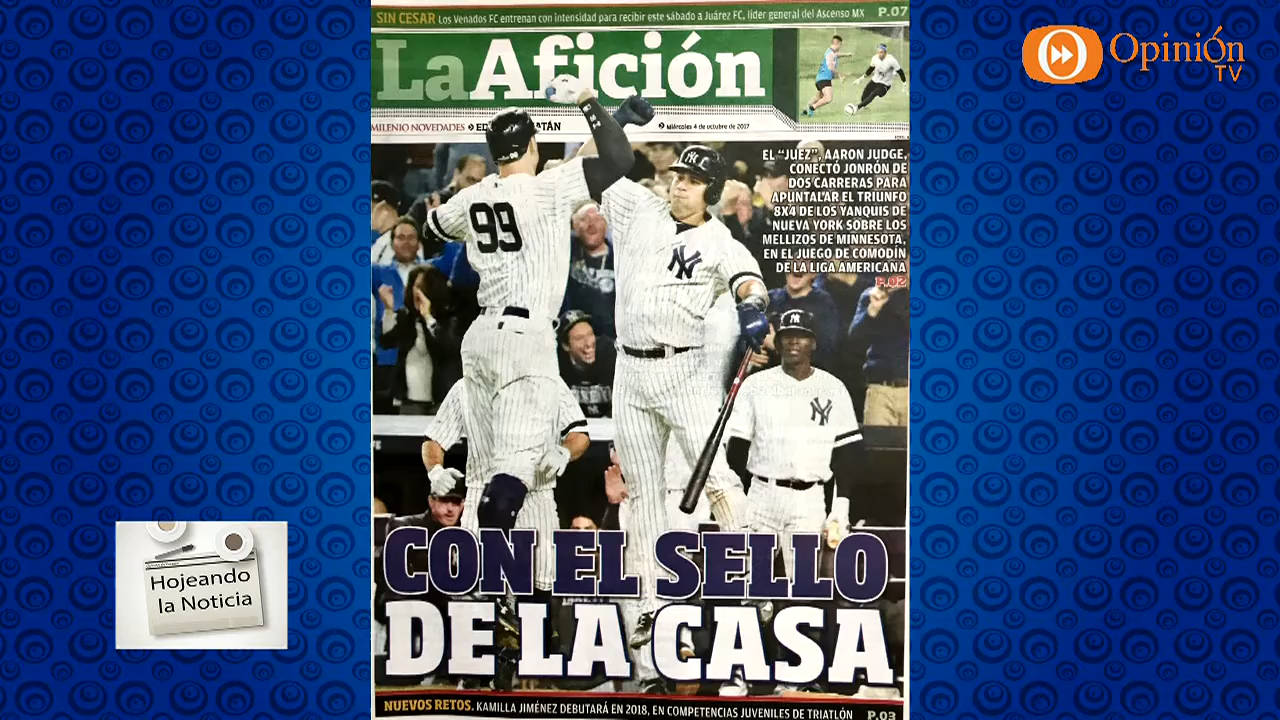 SIN CESAR Los Venados FC entrenan con intensidad para recibir este sábado a Juárez FC, líder general del Ascenso MX P.07
La Afición
Opinión
TV
MILENIO NOVEDADES
Miércoles 4 de octubre de 2017
EL “JUEZ”, AARON JUDGE,
CONECTÓ JONRÓN DE
DOS CARRERAS PARA
APUNTALAR EL TRIUNFO
8X4 DE LOS YANQUIS DE
NUEVA YORK SOBRE LOS
MELLIZOS DE MINNESOTA,
EN EL JUEGO DE COMODÍN
DE LA LIGA AMERICANA
P.02
99
NY
NY
CON EL SELLO
DE LA CASA
Hojeando
la Noticia
NUEVOS RETOS. KAMILLA JIMÉNEZ DEBUTARÁ EN 2018, EN COMPETENCIAS JUVENILES DE TRIATLÓN P.03